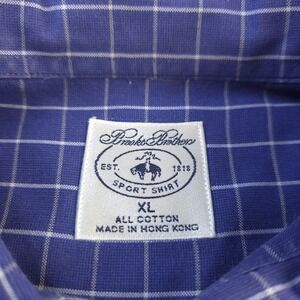 Brooks Brothers
EST. 1818
SPORT SHIRT
XL
ALL COTTON
MADE IN HONG KONG